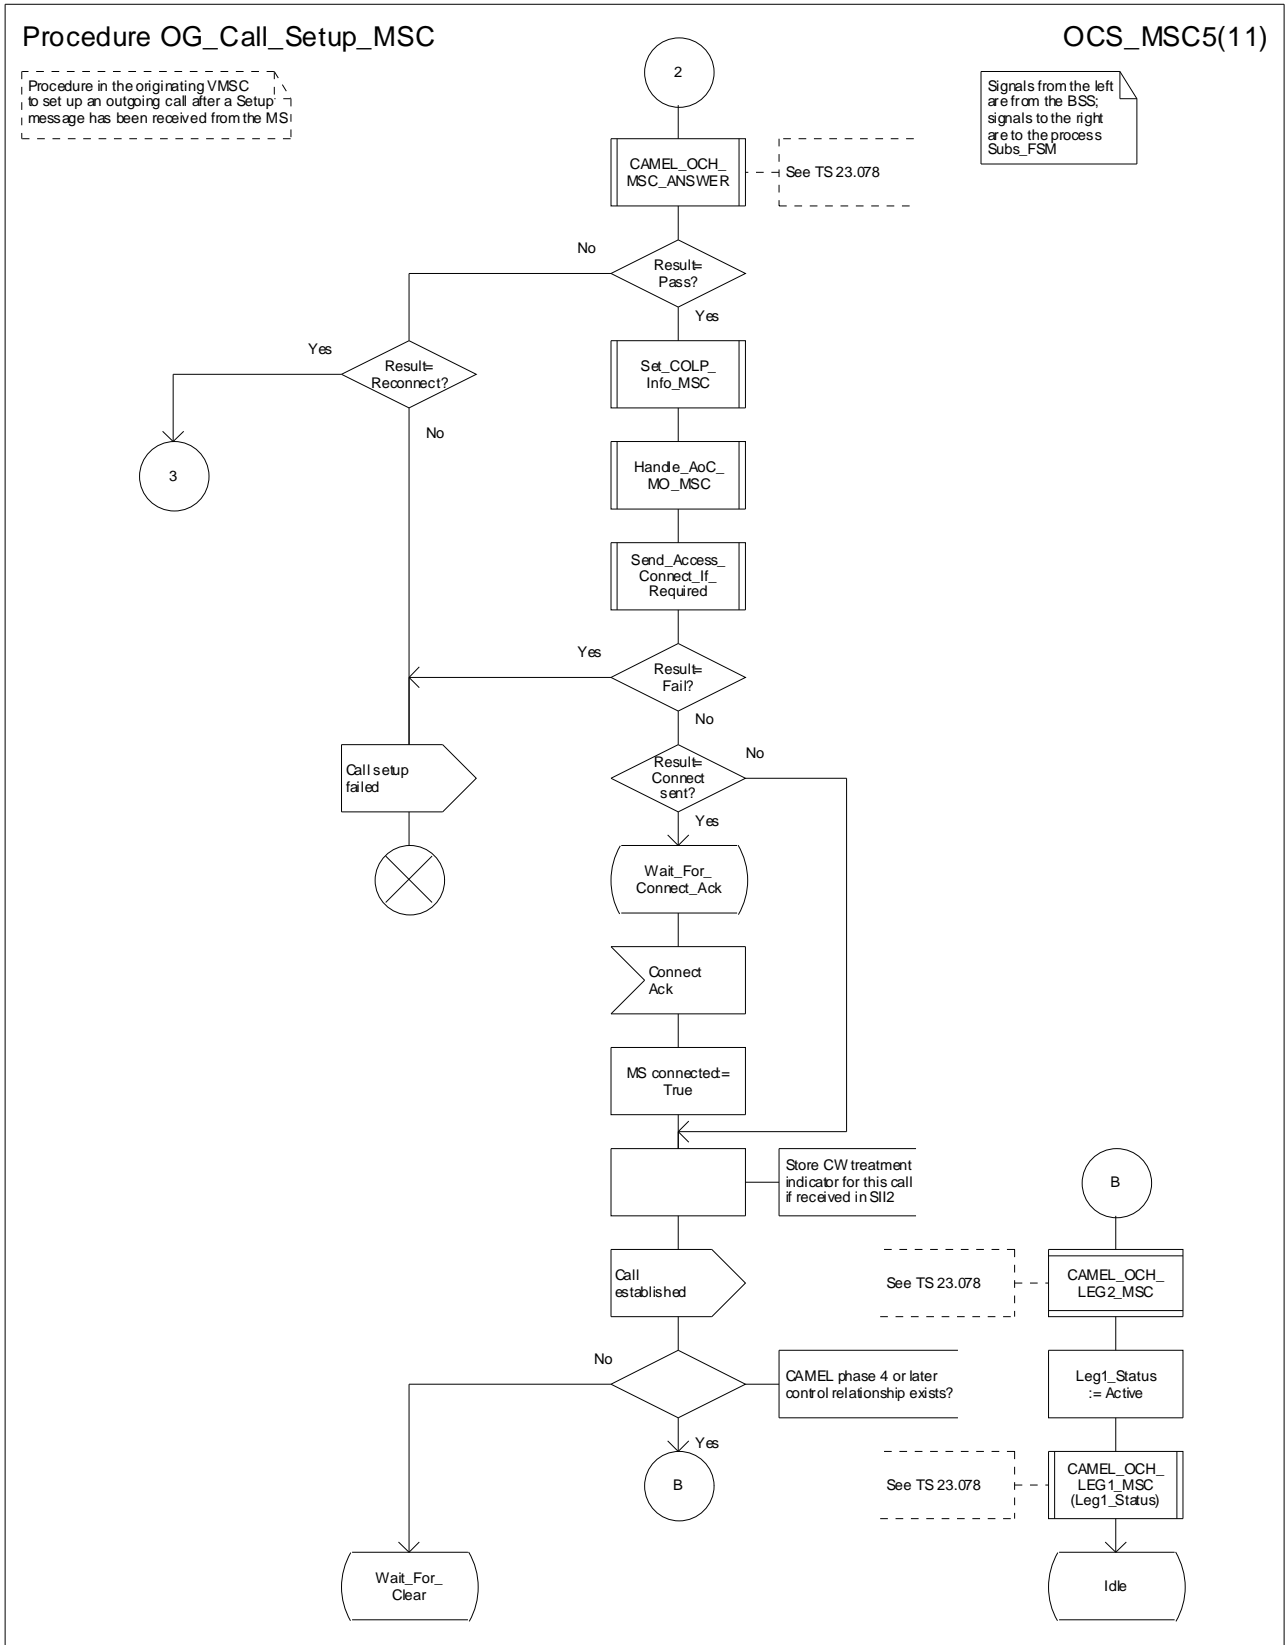 Procedure OG_Call_Setup_MSC
OCS_MSC5(11)
Procedure in the originating VMSC
to set up an outgoing call after a Setup
message has been received from the MS
2
Signals from the left
are from the BSS;
signals to the right
are to the process
Subs_FSM
CAMEL_OCH_
MSC_ANSWER
See TS 23.078
No
Result=
Pass?
Yes
Yes
Result=
Reconnect?
No
Set_COLP_
Info_MSC
3
Handle_AoC_
MO_MSC
Send_Access_
Connect_If_
Required
Yes
Result=
Fail?
No
Call setup
failed
Result=
Connect
sent?
No
Yes
Wait_For_
Connect_Ack
Connect
Ack
MS connected:=
True
Store CW treatment
indicator for this call
if received in SII2
B
Call
established
See TS 23.078
CAMEL_OCH_
LEG2_MSC
No
CAMEL phase 4 or later
control relationship exists?
Leg1_Status
:= Active
Yes
B
See TS 23.078
CAMEL_OCH_
LEG1_MSC
(Leg1_Status)
Wait_For_
Clear
Idle